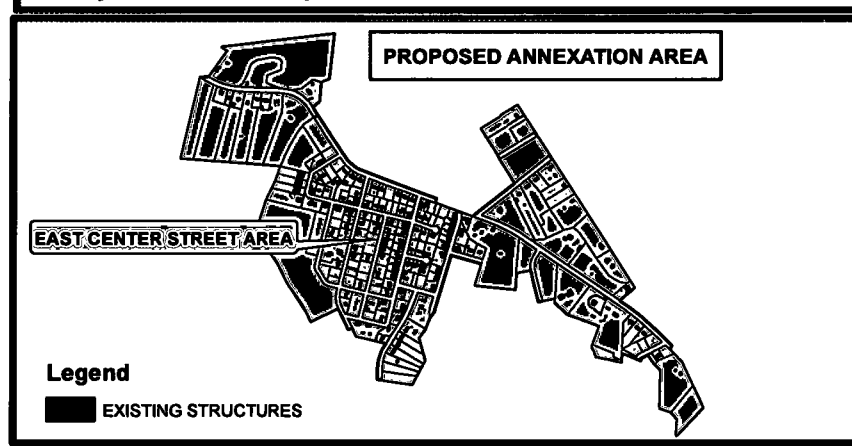 PROPOSED ANNEXATION AREA
EAST CENTER STREET AREA
Legend
EXISTING STRUCTURES